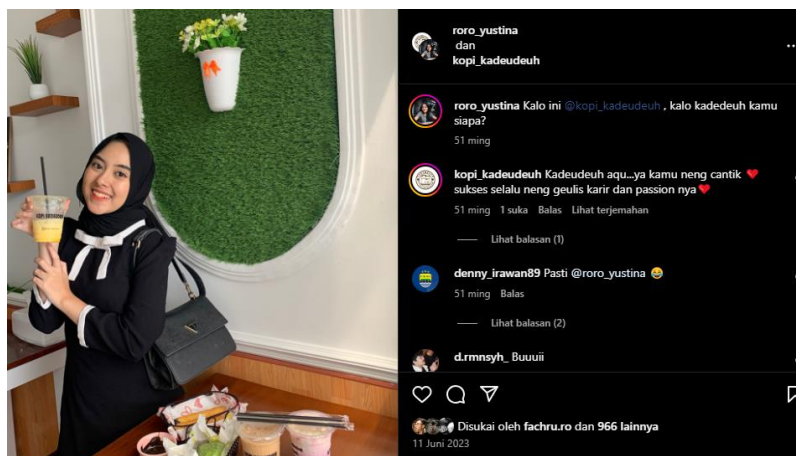 roro_yustina
dan
kopi_kadeudeuh
roro_yustina Kalo ini @kopi_kadeudeuh , kalo kadedeuh kamu
siapa?
51 ming
kopi_kadeudeuh Kadeudeuh aqu...ya kamu neng cantik ❤
sukses selalu neng geulis karir dan passion nya❤
51 ming 1 suka Balas Lihat terjemahan
Lihat balasan (1)
denny_irawan89 Pasti @roro_yustina 😂
51 ming Balas
Lihat balasan (2)
d.rmnsyh_ Buuuii
Disukai oleh fachru.ro dan 966 lainnya
11 Juni 2023